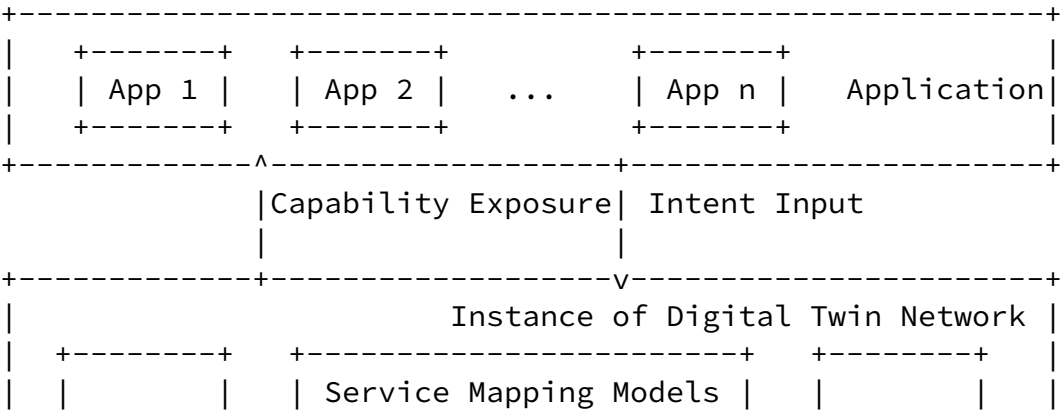 +---------------------------------------------------------+
|   +-------+   +-------+          +-------+              |
|   | App 1 |   | App 2 |   ...    | App n |   Application|
|   +-------+   +-------+          +-------+              |
+-------------^-------------------+-----------------------+
              |Capability Exposure| Intent Input
              |                   |
+-------------+-------------------v-----------------------+
|                        Instance of Digital Twin Network |
|  +--------+   +------------------------+   +--------+   |
|  |        |   | Service Mapping Models |   |        |   |